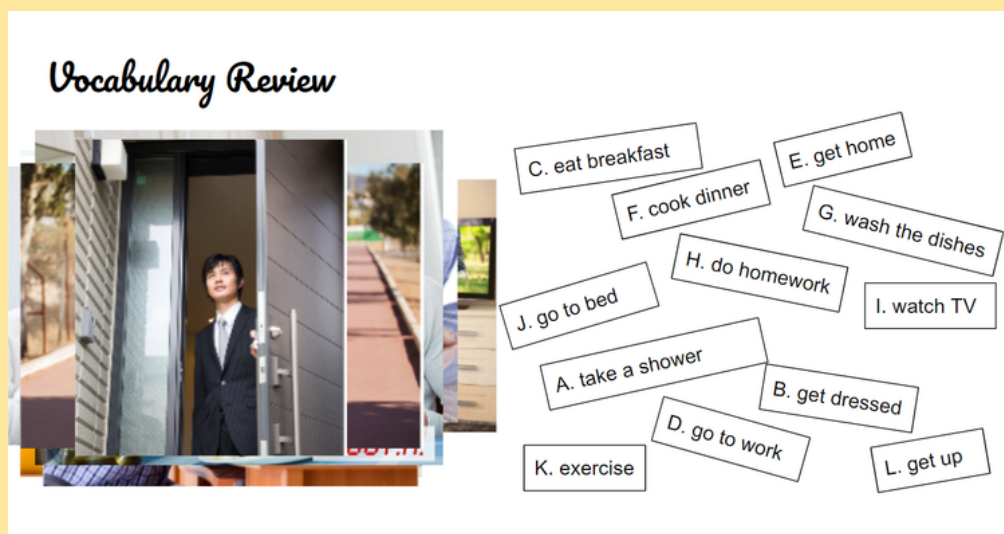 Vocabulary Review
C. eat breakfast
E. get home
F. cook dinner
G. wash the dishes
H. do homework
J. go to bed
I. watch TV
A. take a shower
B. get dressed
D. go to work
K. exercise
L. get up